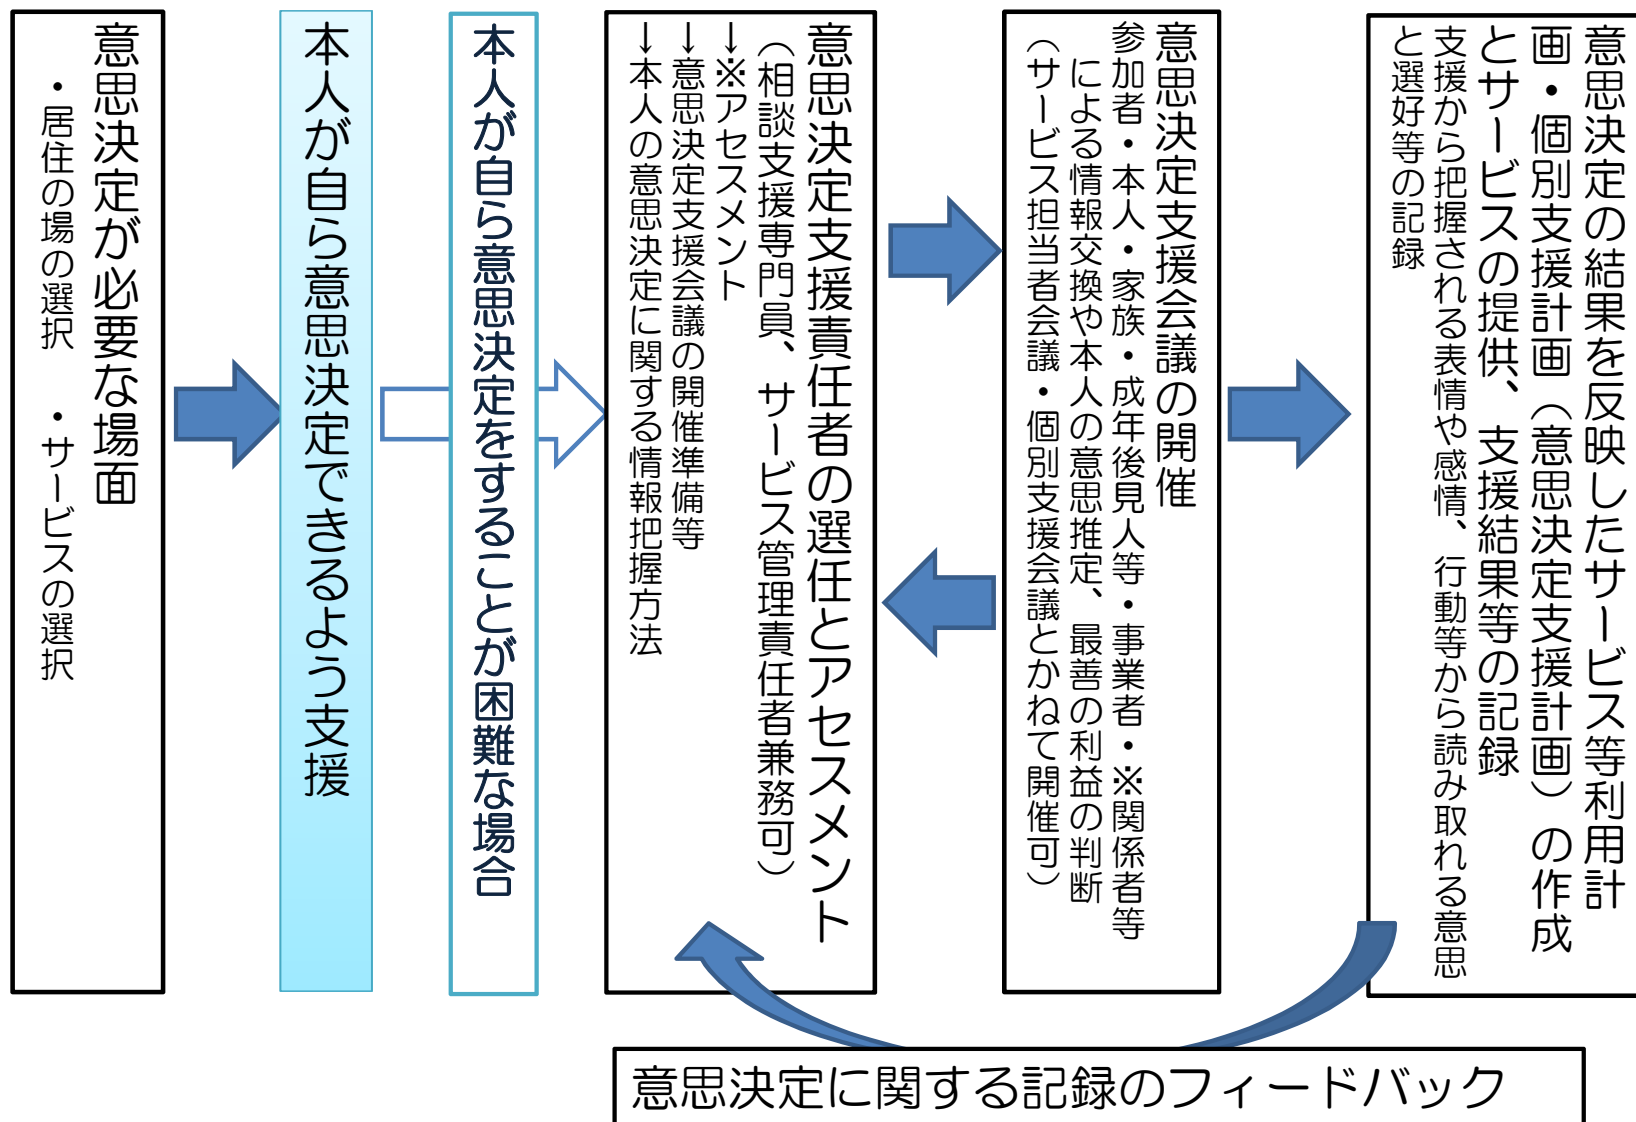 意思決定が必要な場面
・居住の場の選択　・サービスの選択
本人が自ら意思決定できるよう支援
本人が自ら意思決定をすることが困難な場合
意思決定支援責任者の選任とアセスメント
（相談支援専門員、サービス管理責任者兼務可）
→※アセスメント
→意思決定支援会議の開催準備等
→本人の意思決定に関する情報把握方法
意思決定支援会議の開催
参加者・本人・家族・成年後見人等・事業者・※関係者等
による情報交換や本人の意思推定、最善の利益の判断
（サービス担当者会議・個別支援会議とかねて開催可）
意思決定の結果を反映したサービス等利用計
画・個別支援計画（意思決定支援計画）の作成
とサービスの提供、支援結果等の記録
支援から把握される表情や感情、行動等から読み取れる意思
と選好等の記録
意思決定に関する記録のフィードバック